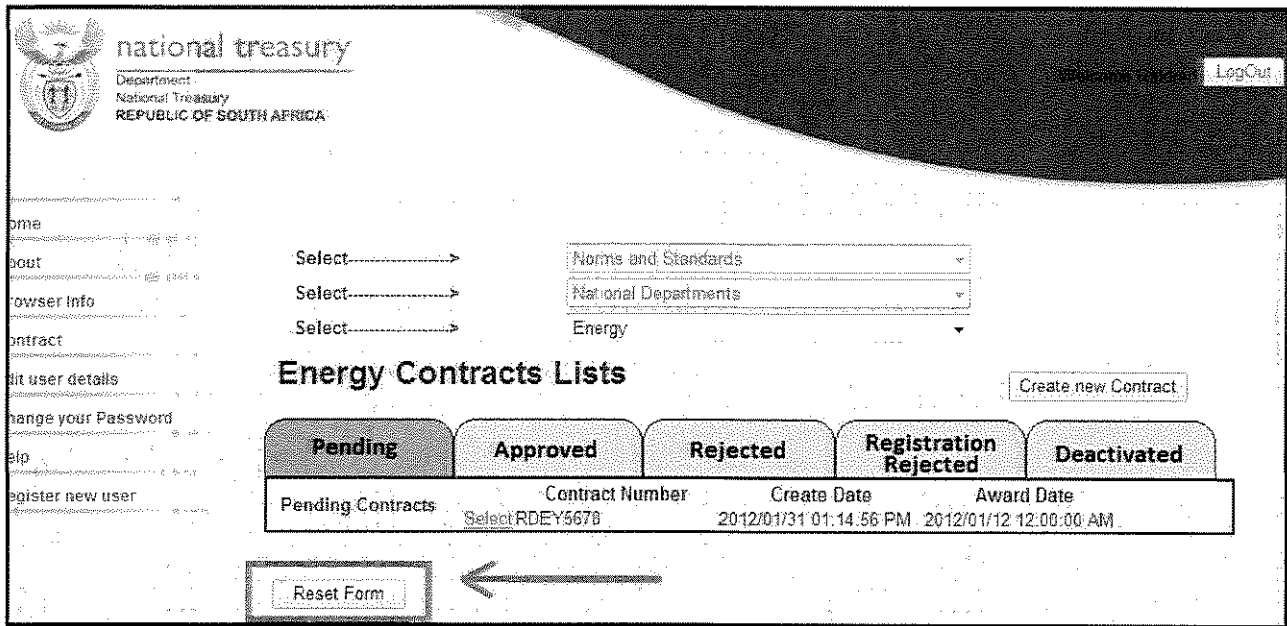 national treasury
Department
National Treasury
REPUBLIC OF SOUTH AFRICA
LogOut
ome
bout
rowser Info
ontract
dit user details
hange your Password
elp
egister new user
Select------------------> Norms and Standards
Select------------------> National Departments
Select------------------> Energy
Energy Contracts Lists
Create new Contract
Pending Approved Rejected Registration Rejected Deactivated
Pending Contracts Contract Number Create Date Award Date
Select RDEY5678 2012/01/31 01:14:56 PM 2012/01/12 12:00:00 AM
Reset Form